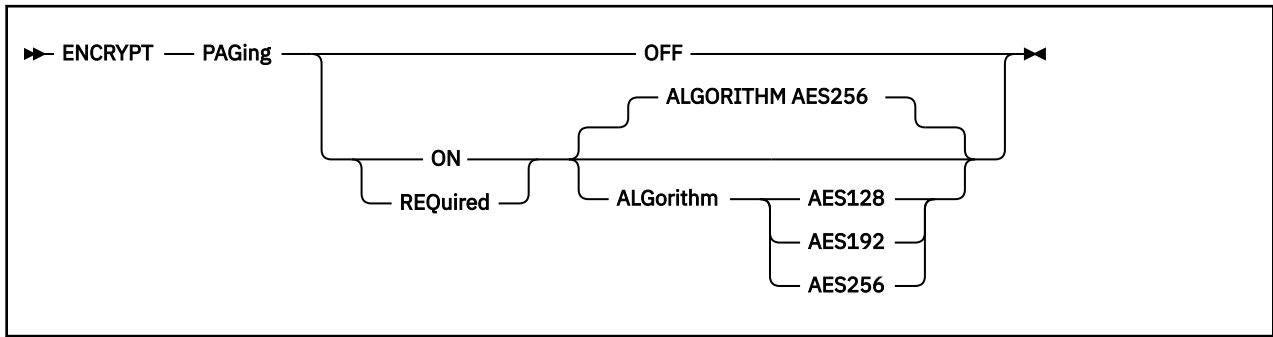 ENCRYPT PAGing OFF
ALGORITHM AES256
ON
REQuired ALGorithm AES128
AES192
AES256